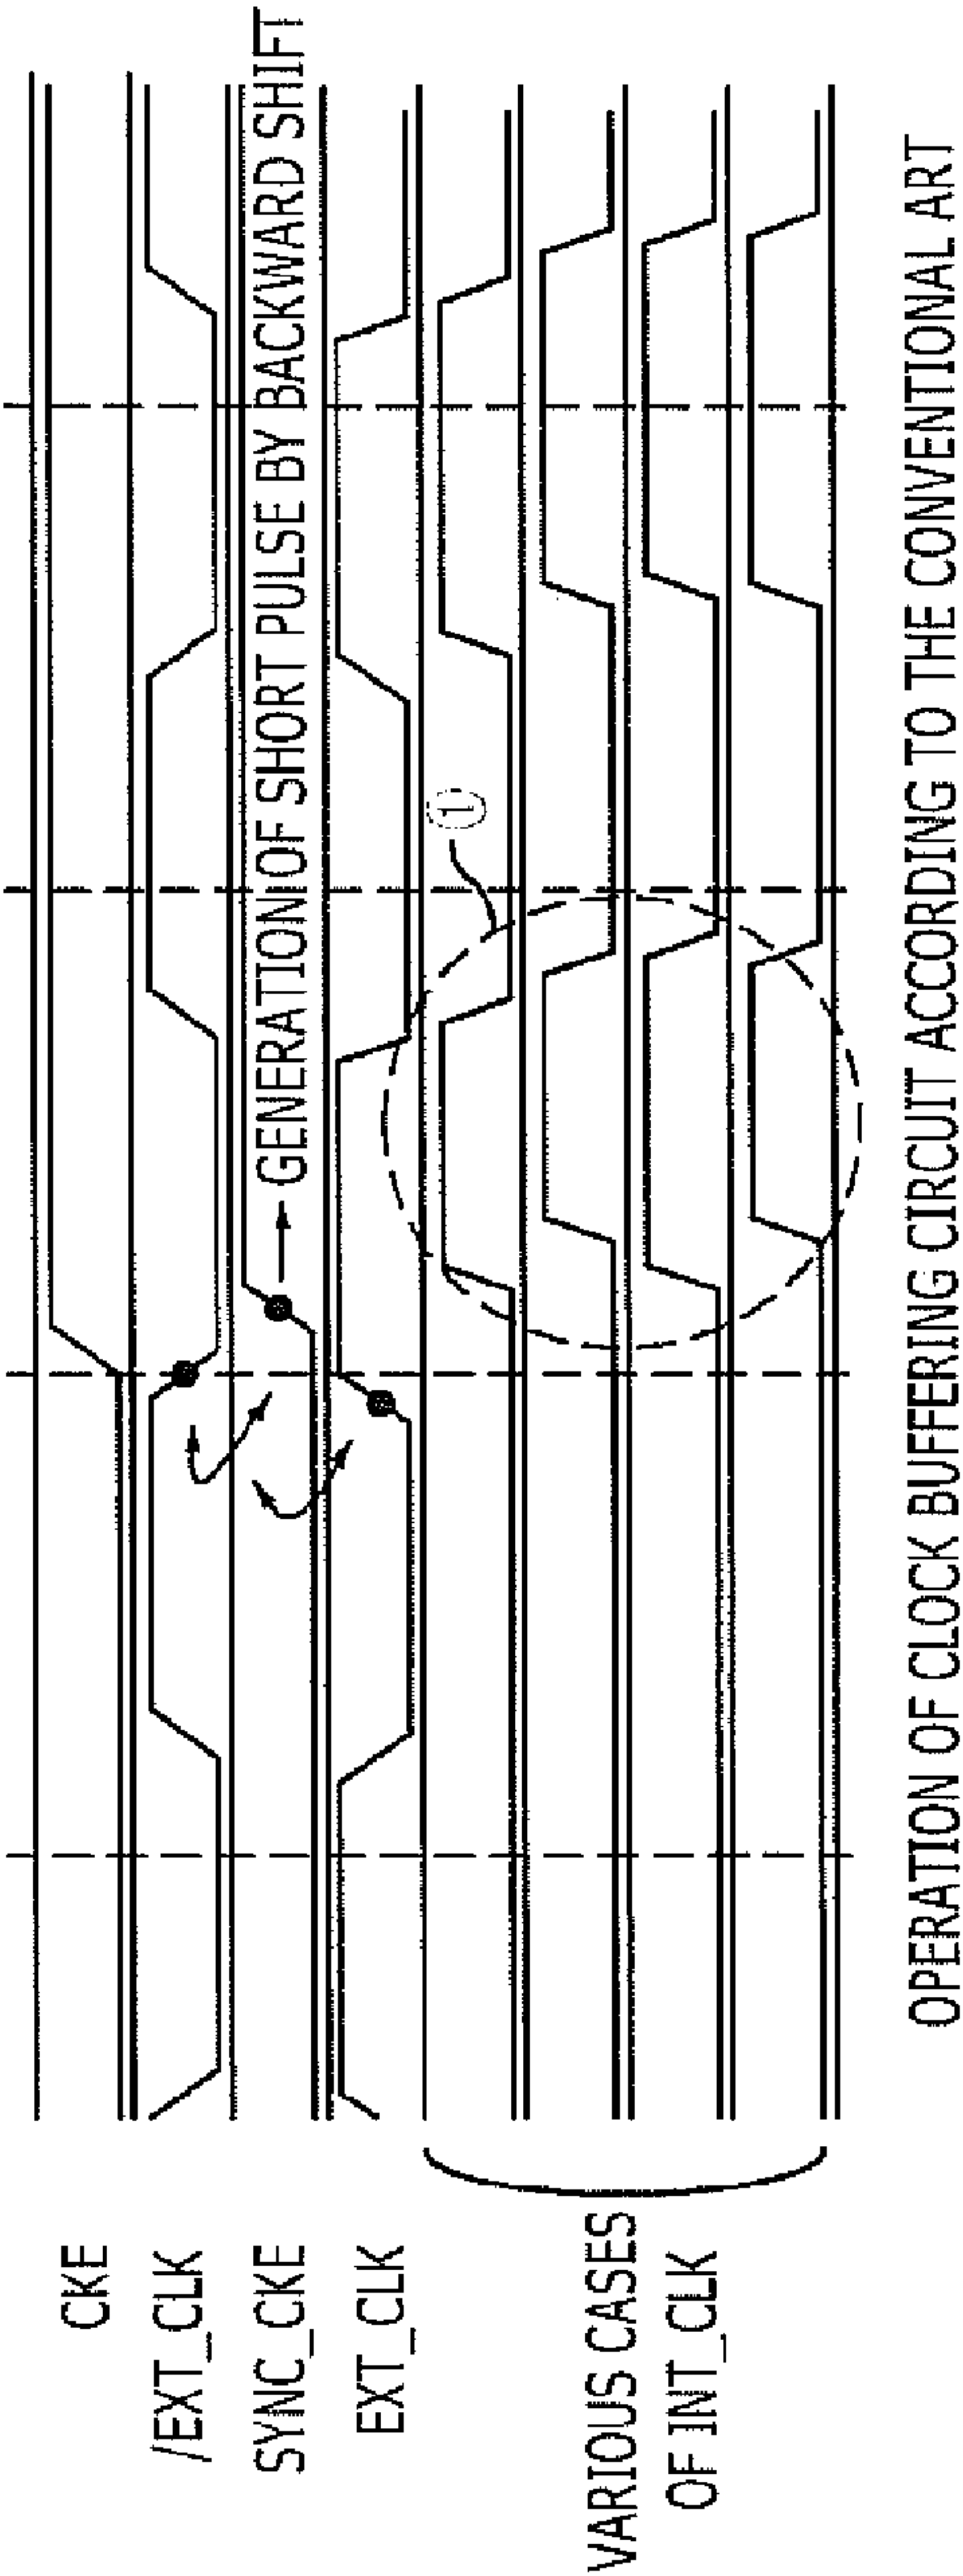 CKE
/EXT_CLK
SYNC_CKE
GENERATION OF SHORT PULSE BY BACKWARD SHIFT
EXT_CLK
①
VARIOUS CASES
OF INT_CLK
OPERATION OF CLOCK BUFFERING CIRCUIT ACCORDING TO THE CONVENTIONAL ART